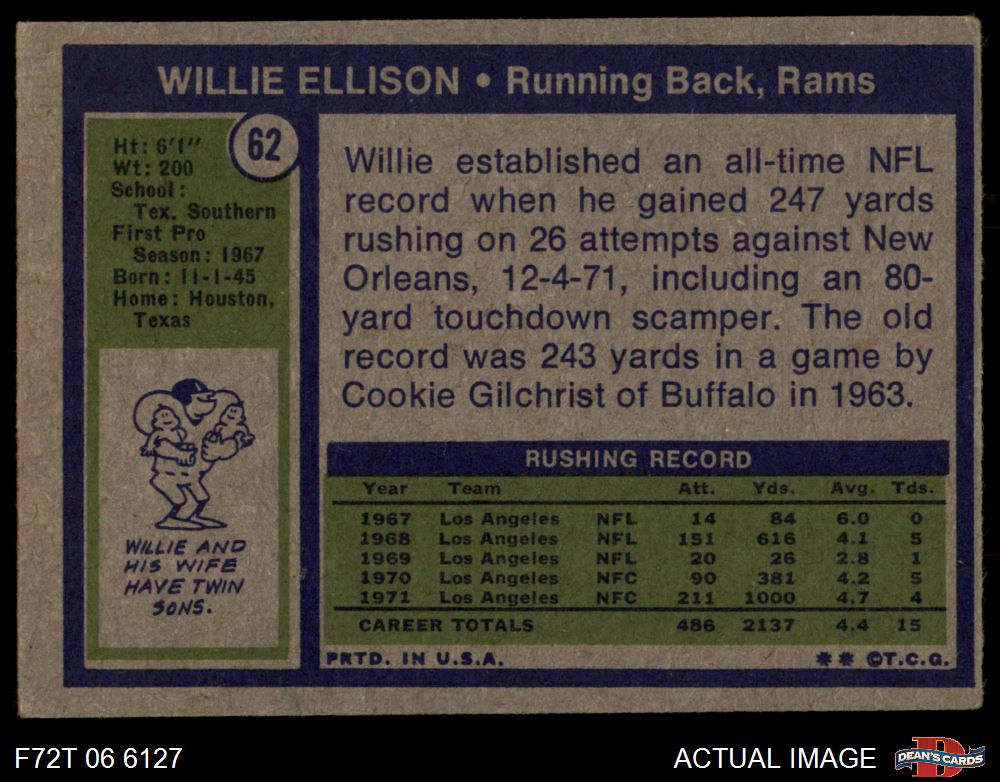 WILLIE ELLISON • Running Back, Rams
62
Ht: 6'1"
Wt: 200
School:
Tex. Southern
First Pro
Season: 1967
Born: 11-1-45
Home: Houston,
Texas
WILLIE AND
HIS WIFE
HAVE TWIN
SONS.
Willie established an all-time NFL
record when he gained 247 yards
rushing on 26 attempts against New
Orleans, 12-4-71, including an 80-
yard touchdown scamper. The old
record was 243 yards in a game by
Cookie Gilchrist of Buffalo in 1963.
RUSHING RECORD
Year Team Att. Yds. Avg. Tds.
1967 Los Angeles NFL 14 84 6.0 0
1968 Los Angeles NFL 151 616 4.1 5
1969 Los Angeles NFL 20 26 2.8 1
1970 Los Angeles NFC 90 381 4.2 5
1971 Los Angeles NFC 211 1000 4.7 4
CAREER TOTALS 486 2137 4.4 15
PRTD. IN U.S.A. ** ©T.C.G.
F72T 06 6127
ACTUAL IMAGE
D
DEAN'S CARDS